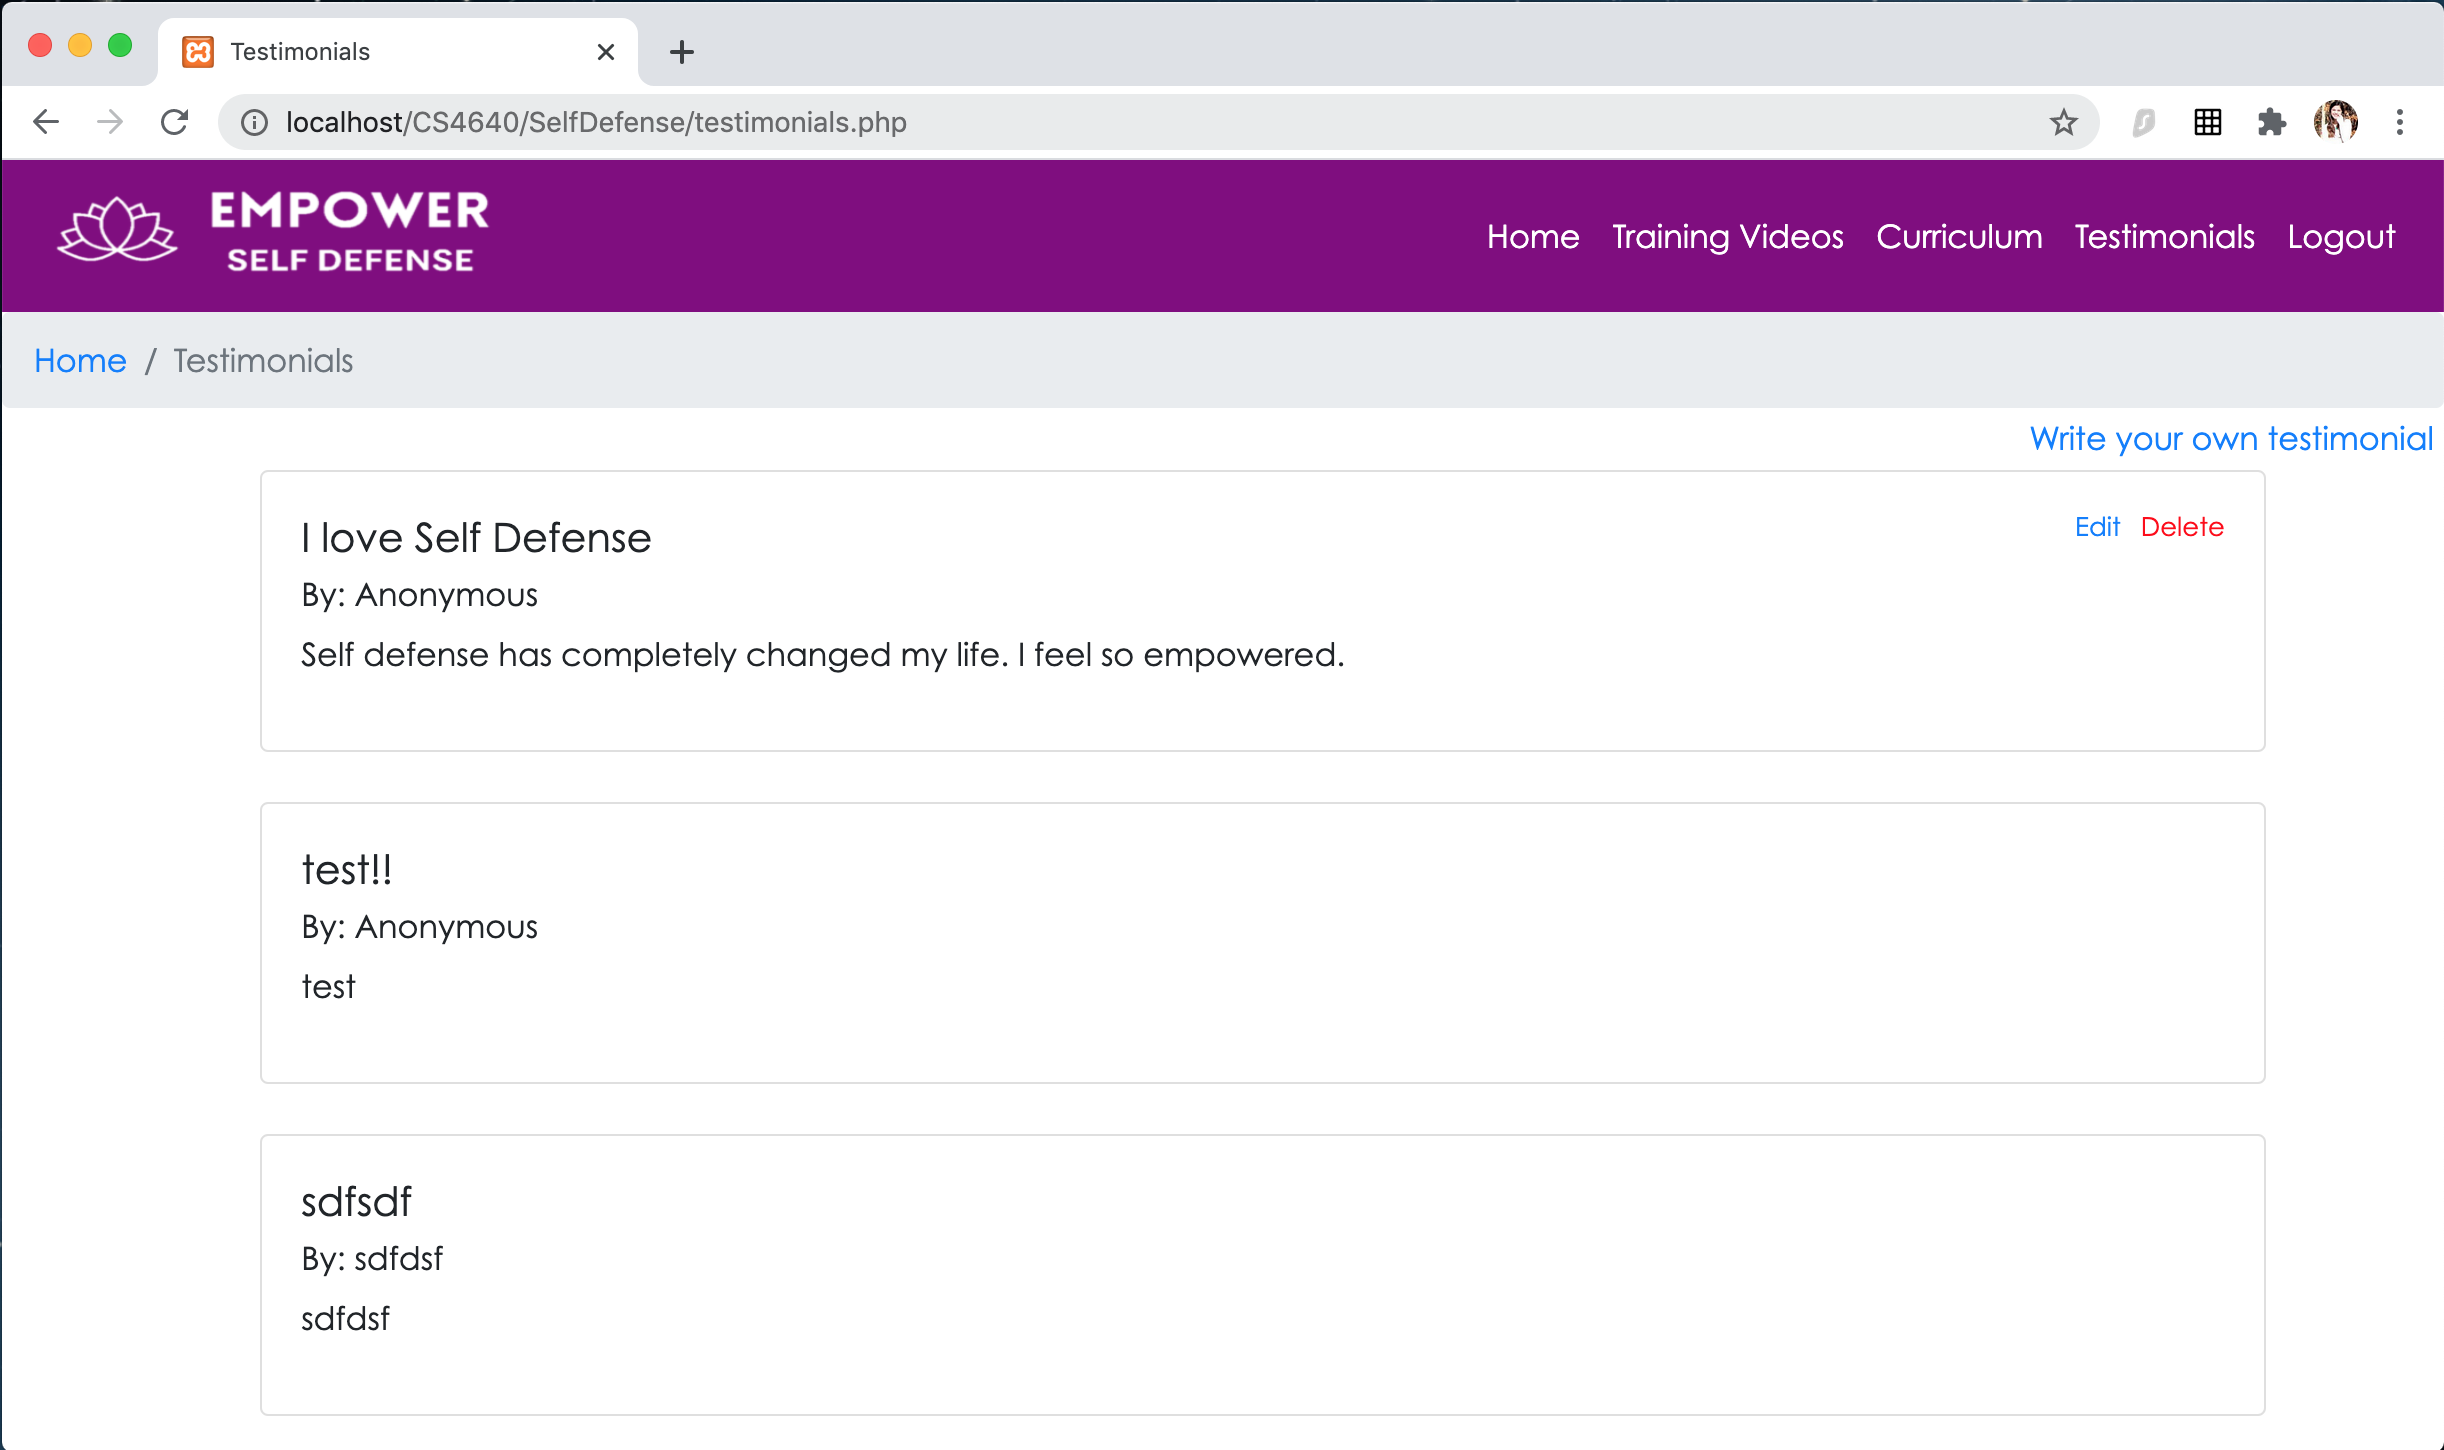 Testimonials
localhost/CS4640/SelfDefense/testimonials.php
EMPOWER
SELF DEFENSE
Home Training Videos Curriculum Testimonials Logout
Home / Testimonials
Write your own testimonial
I love Self Defense
Edit Delete
By: Anonymous
Self defense has completely changed my life. I feel so empowered.
test!!
By: Anonymous
test
sdfsdf
By: sdfdsf
sdfdsf